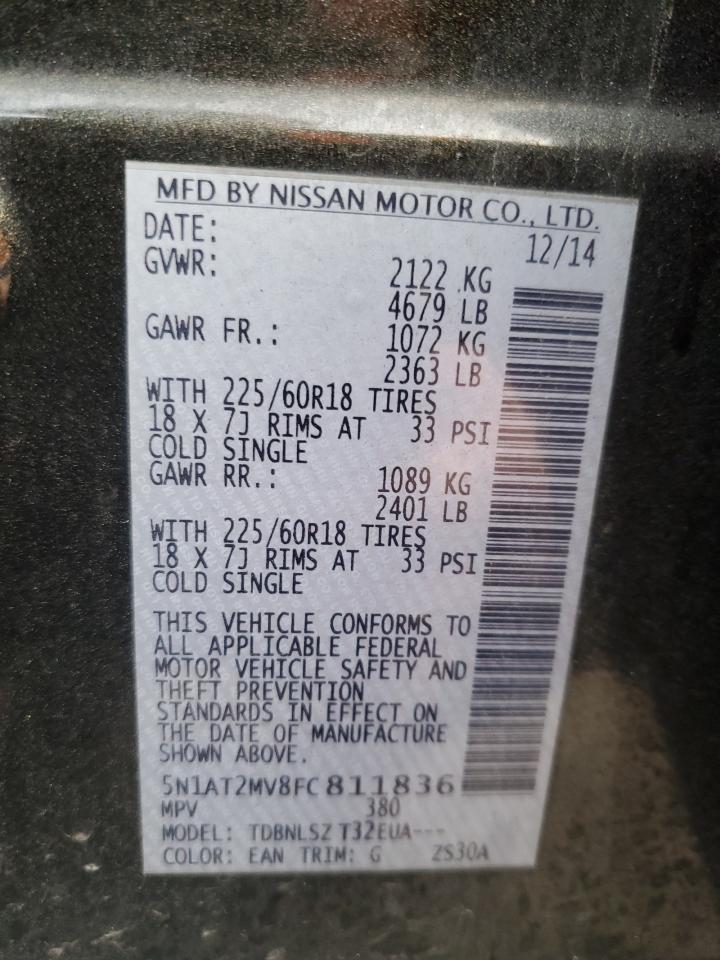 MFD BY NISSAN MOTOR CO., LTD.
DATE: 12/14
GVWR: 2122 KG
4679 LB
GAWR FR.: 1072 KG
2363 LB
WITH 225/60R18 TIRES
18 X 7J RIMS AT 33 PSI
COLD SINGLE
GAWR RR.: 1089 KG
2401 LB
WITH 225/60R18 TIRES
18 X 7J RIMS AT 33 PSI
COLD SINGLE
THIS VEHICLE CONFORMS TO
ALL APPLICABLE FEDERAL
MOTOR VEHICLE SAFETY AND
THEFT PREVENTION
STANDARDS IN EFFECT ON
THE DATE OF MANUFACTURE
SHOWN ABOVE.
5N1AT2MV8FC811836
MPV 380
MODEL: TDBNLSZ T32EUA---
COLOR: EAN TRIM: G ZS30A